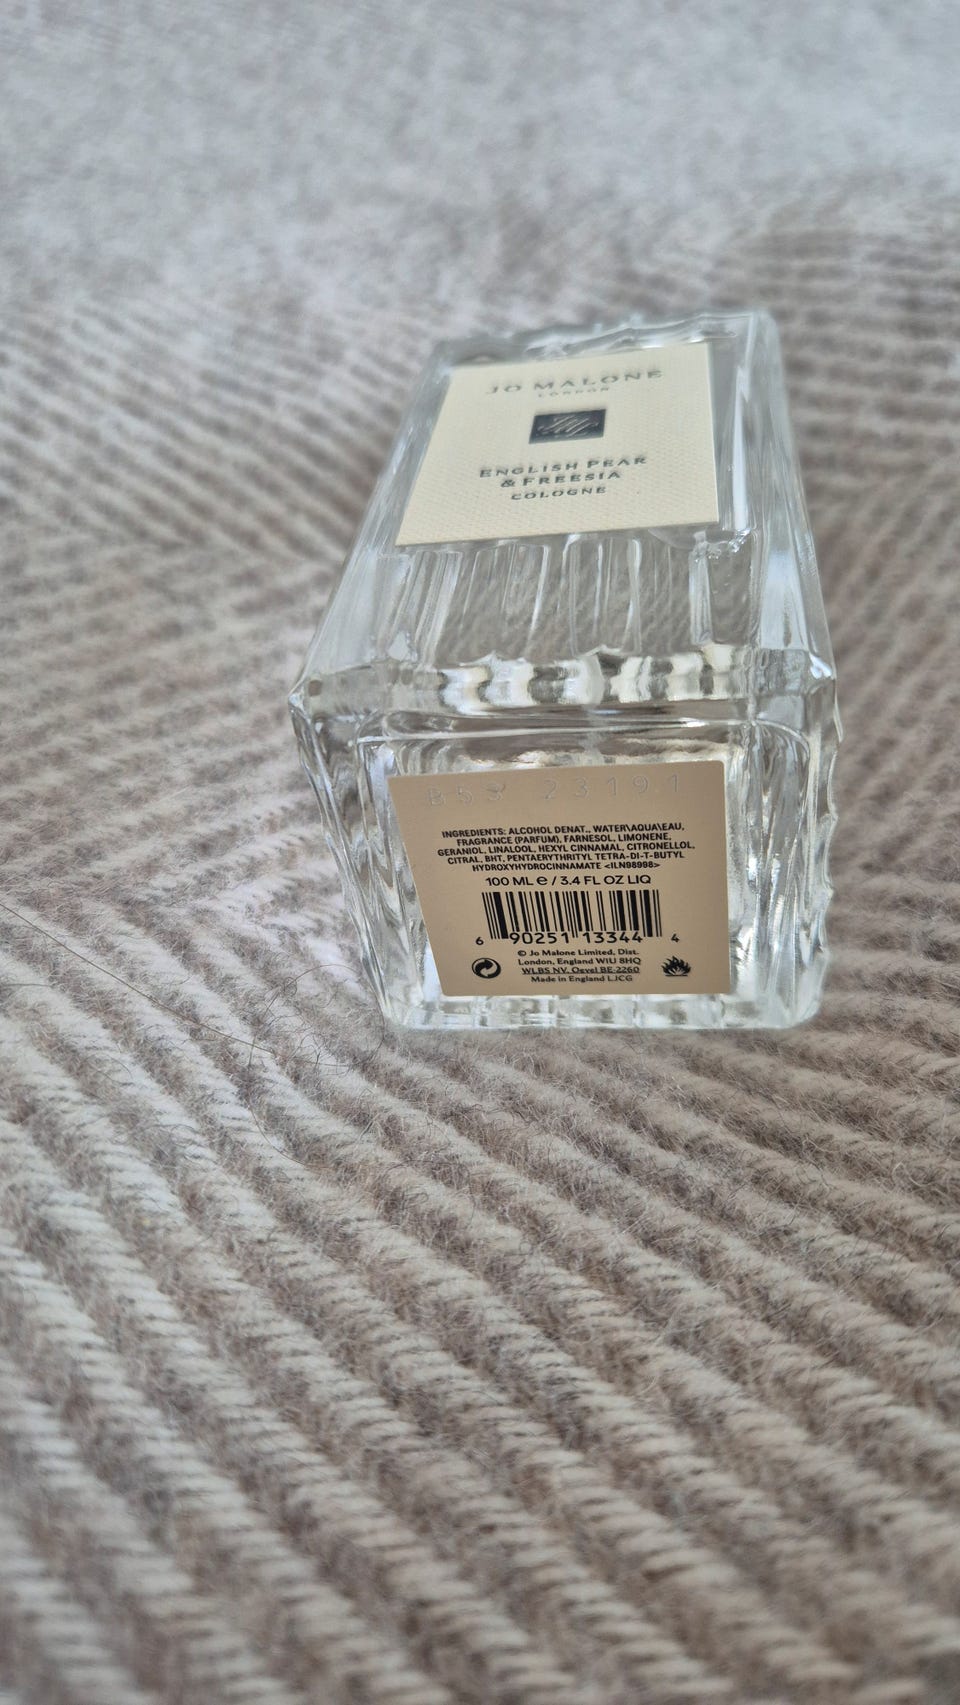 JO MALONE
LONDON
ENGLISH PEAR
& FREESIA
COLOGNE
B53 23191
INGREDIENTS: ALCOHOL DENAT., WATER\AQUA\EAU,
FRAGRANCE (PARFUM), FARNESOL, LIMONENE,
GERANIOL, LINALOOL, HEXYL CINNAMAL, CITRONELLOL,
CITRAL, BHT, PENTAERYTHRITYL TETRA-DI-T-BUTYL
HYDROXYHYDROCINNAMATE <ILN98998>
100 ML ℮ / 3.4 FL OZ LIQ
6 90251 13344 4
© Jo Malone Limited, Dist.
London, England W1U 8HQ
WLBS NV. Oevel BE-2260
Made in England LJCG